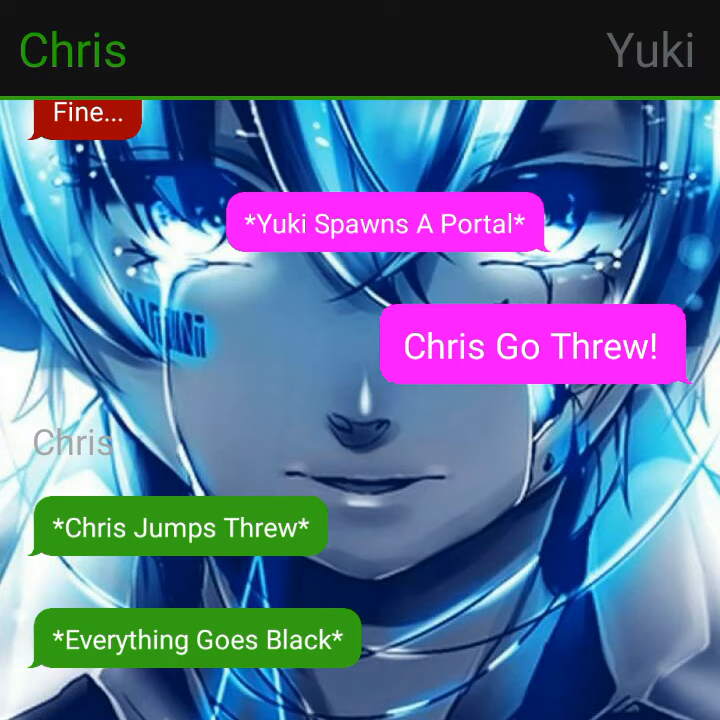 Chris Yuki
Fine...
*Yuki Spawns A Portal*
Chris Go Threw!
Chris
*Chris Jumps Threw*
*Everything Goes Black*